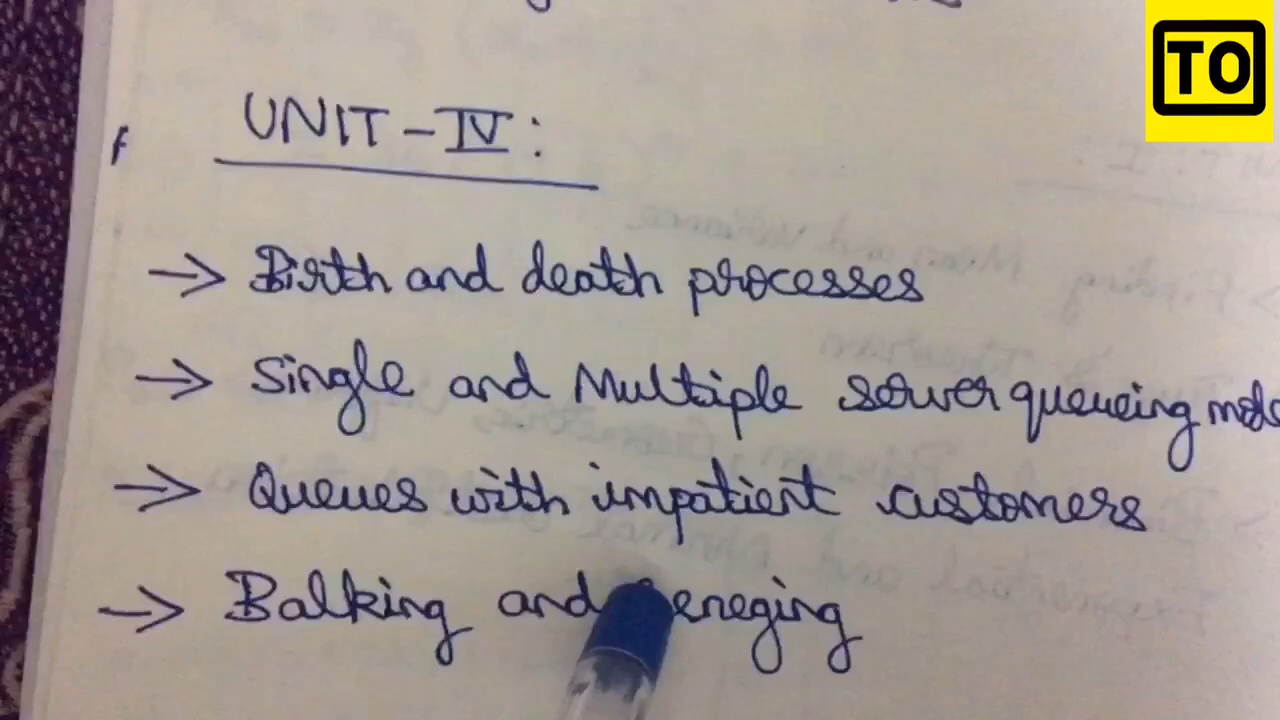 TO
UNIT-IV:
→ Birth and death processes
→ Single and Multiple server queueing
→ Queues with impatient customers
→ Balking and